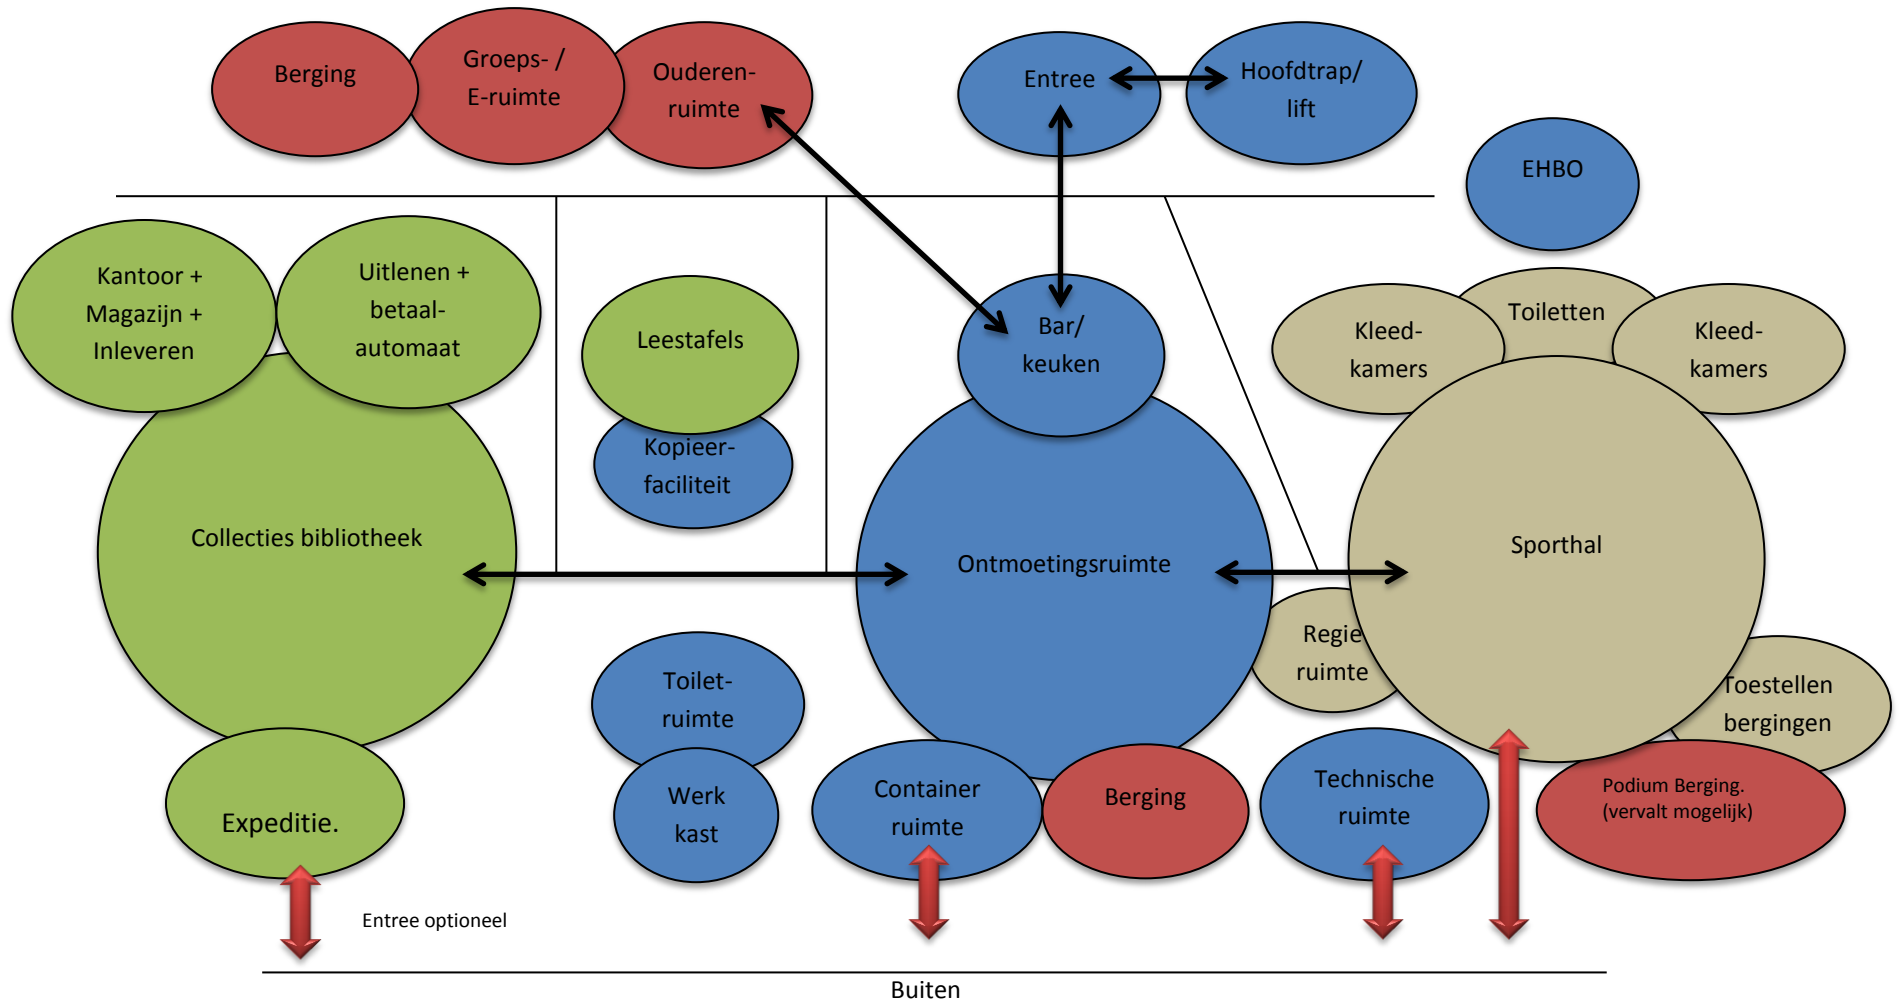 Berging
Groeps- /
E-ruimte
Ouderen-
ruimte
Entree
Hoofdtrap/
lift
EHBO
Kantoor +
Magazijn +
Inleveren
Uitlenen +
betaal-
automaat
Leestafels
Kopieer-
faciliteit
Bar/
keuken
Kleed-
kamers
Toiletten
Kleed-
kamers
Collecties bibliotheek
Ontmoetingsruimte
Sporthal
Regie
ruimte
Toilet-
ruimte
Werk
kast
Container
ruimte
Berging
Technische
ruimte
Toestellen
bergingen
Podium Berging.
(vervalt mogelijk)
Expeditie.
Entree optioneel
Buiten